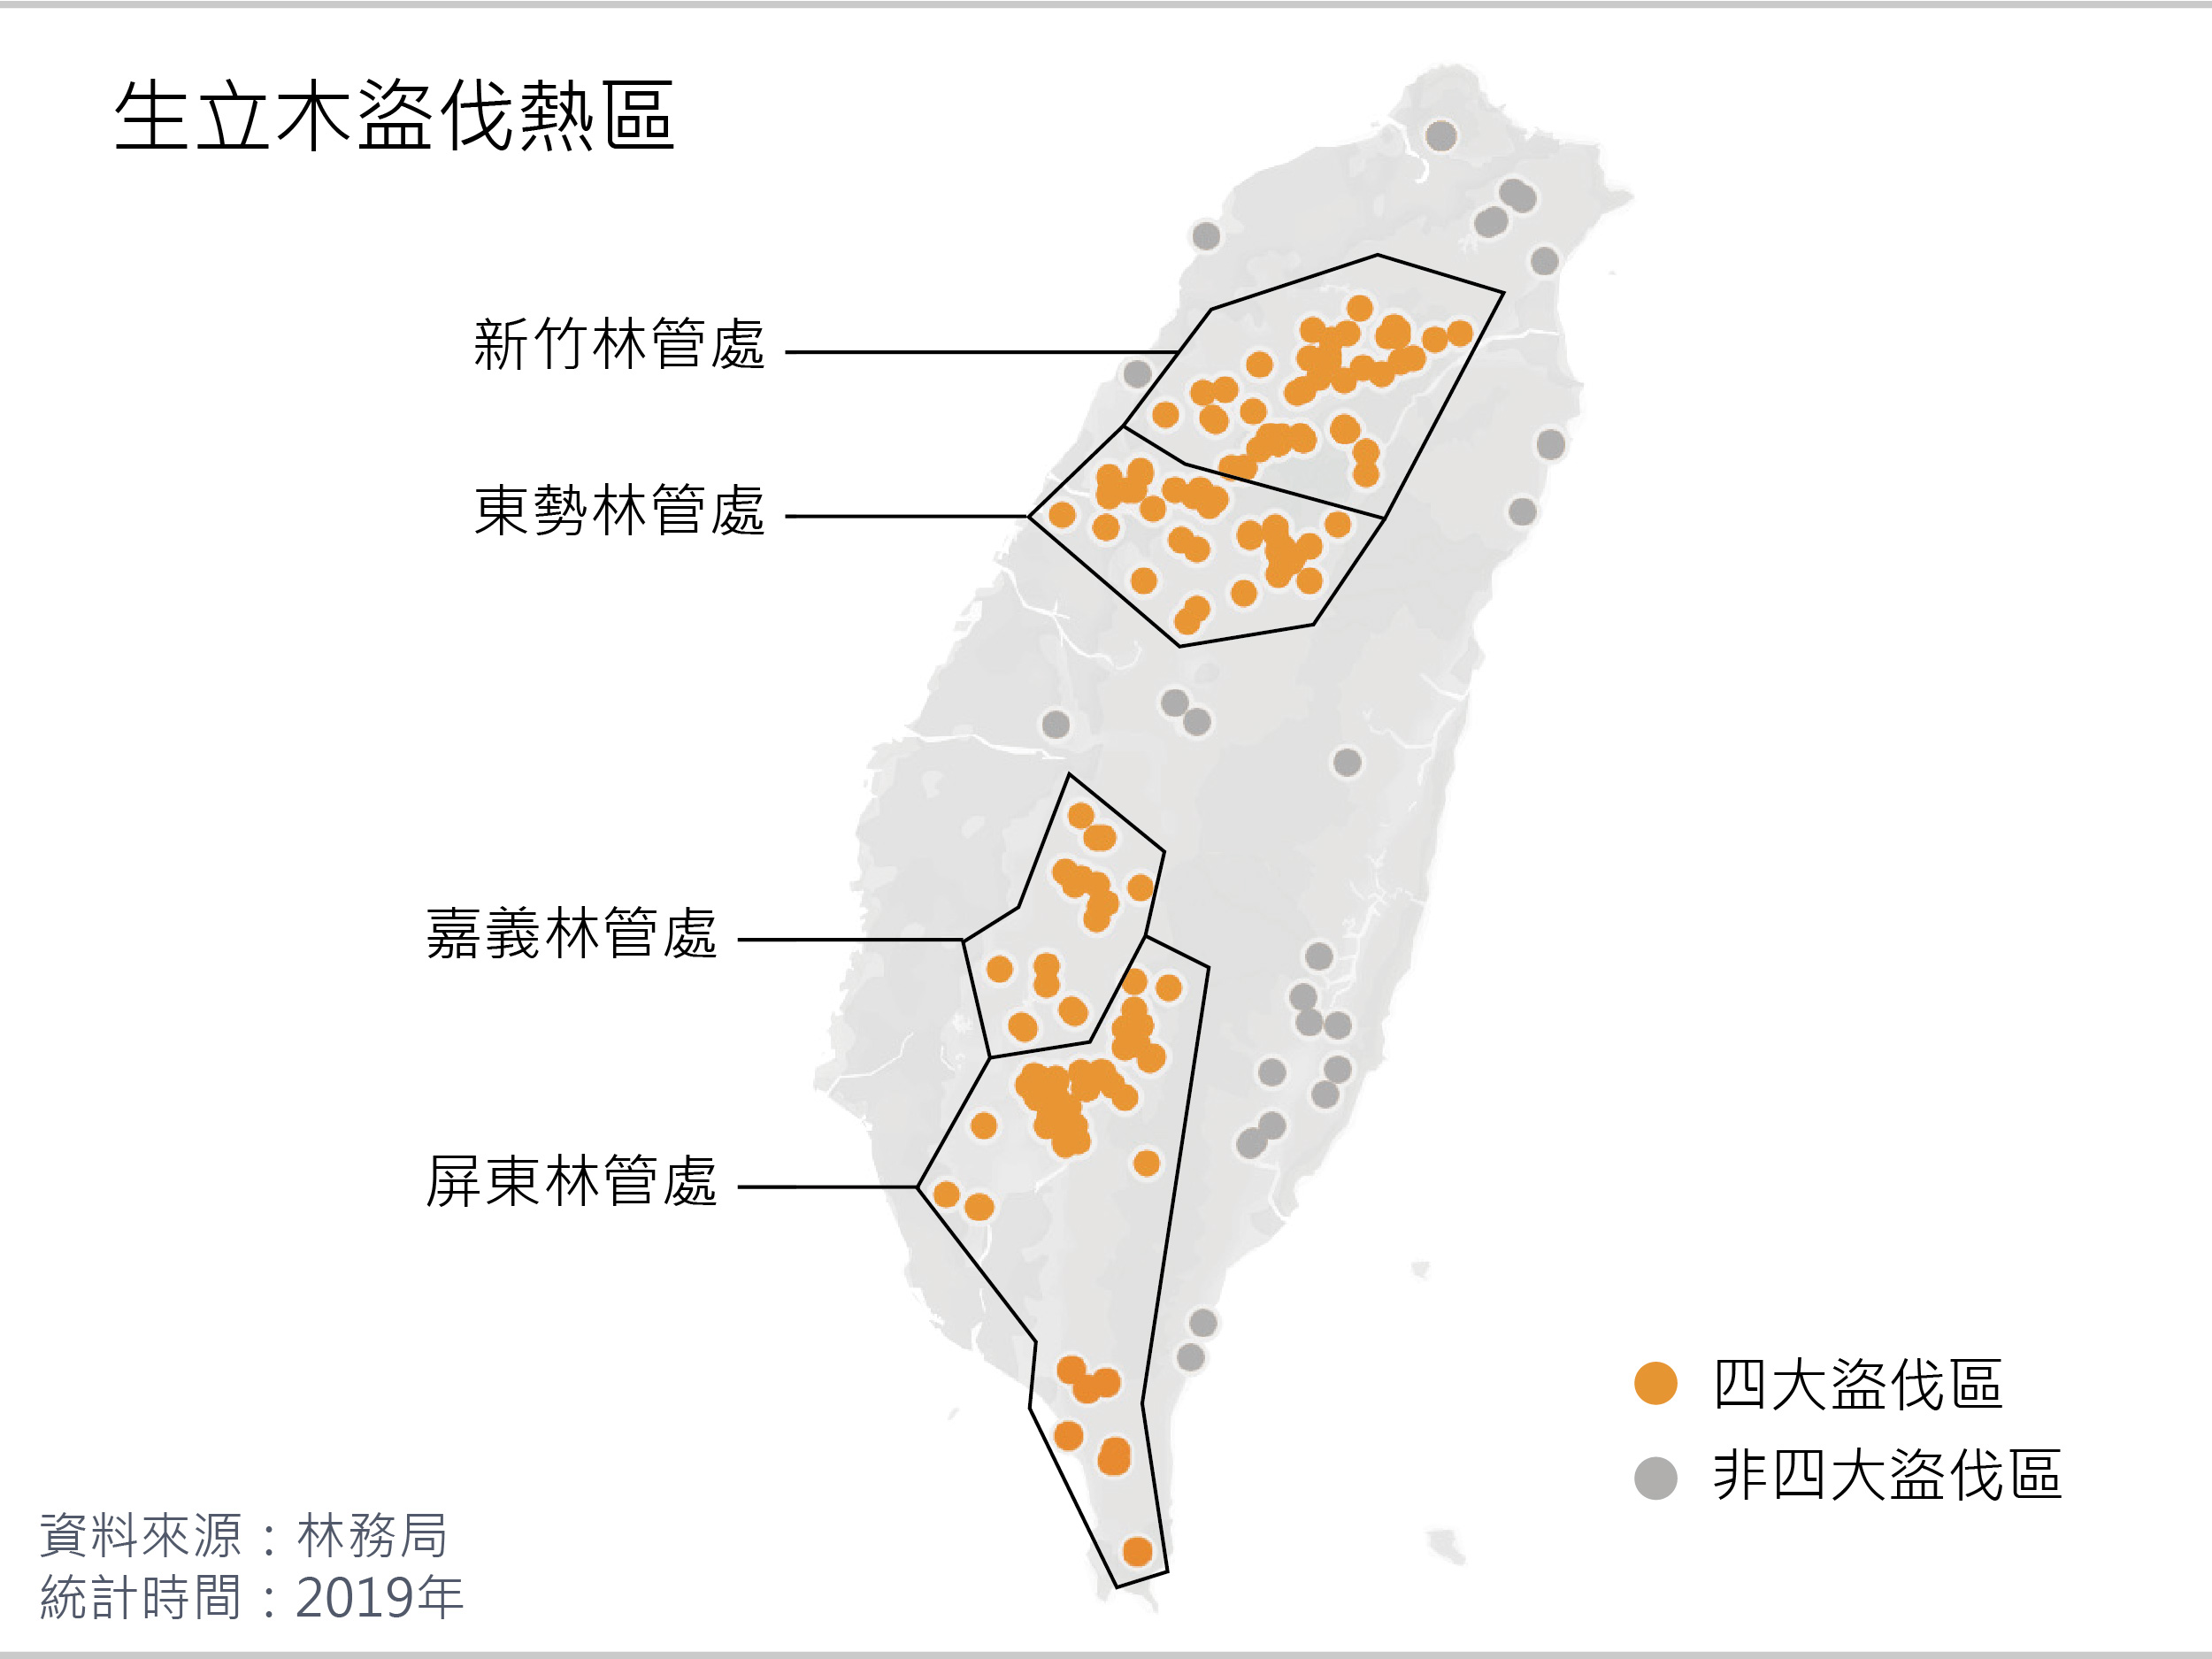 生立木盜伐熱區
新竹林管處
東勢林管處
嘉義林管處
屏東林管處
四大盜伐區
非四大盜伐區
資料來源：林務局
統計時間：2019年